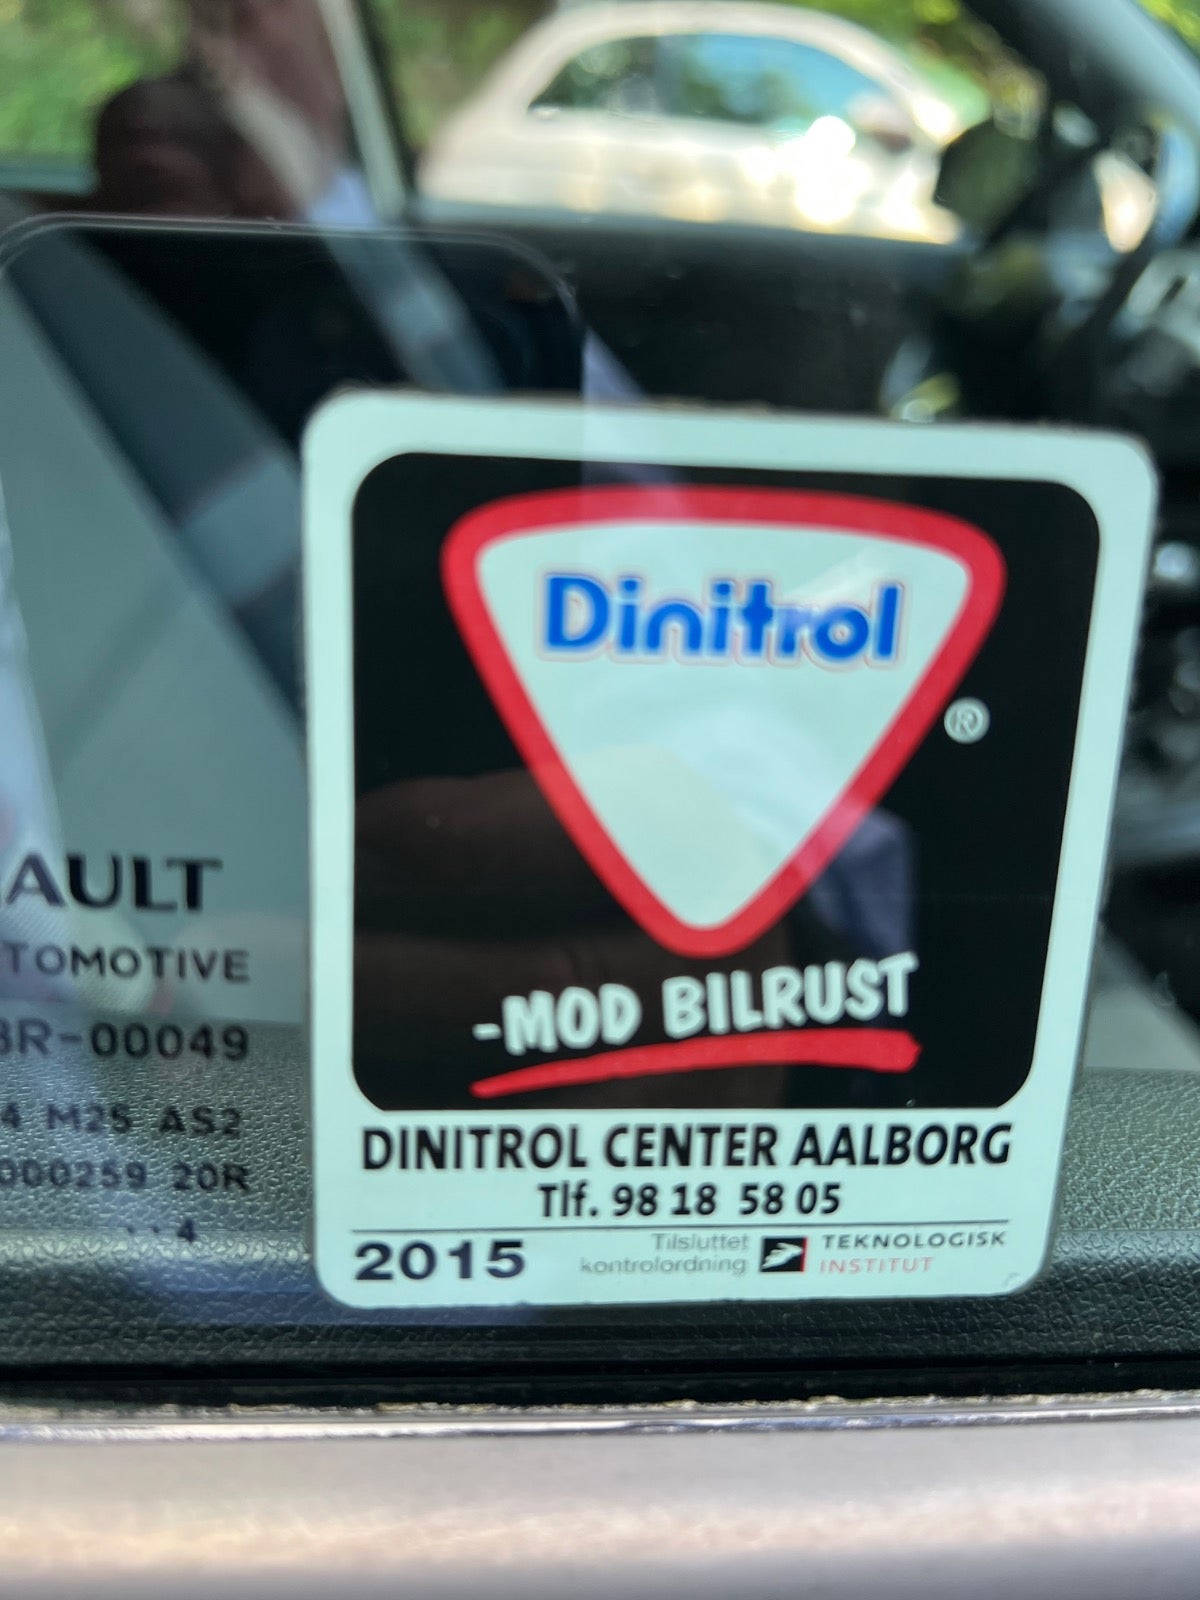 Dinitrol
®
-MOD BILRUST
DINITROL CENTER AALBORG
Tlf. 98 18 58 05
2015
Tilsluttet
kontrolordning
TEKNOLOGISK
INSTITUT
AULT
TOMOTIVE
BR-00049
4 M25 AS2
000259 20R
4